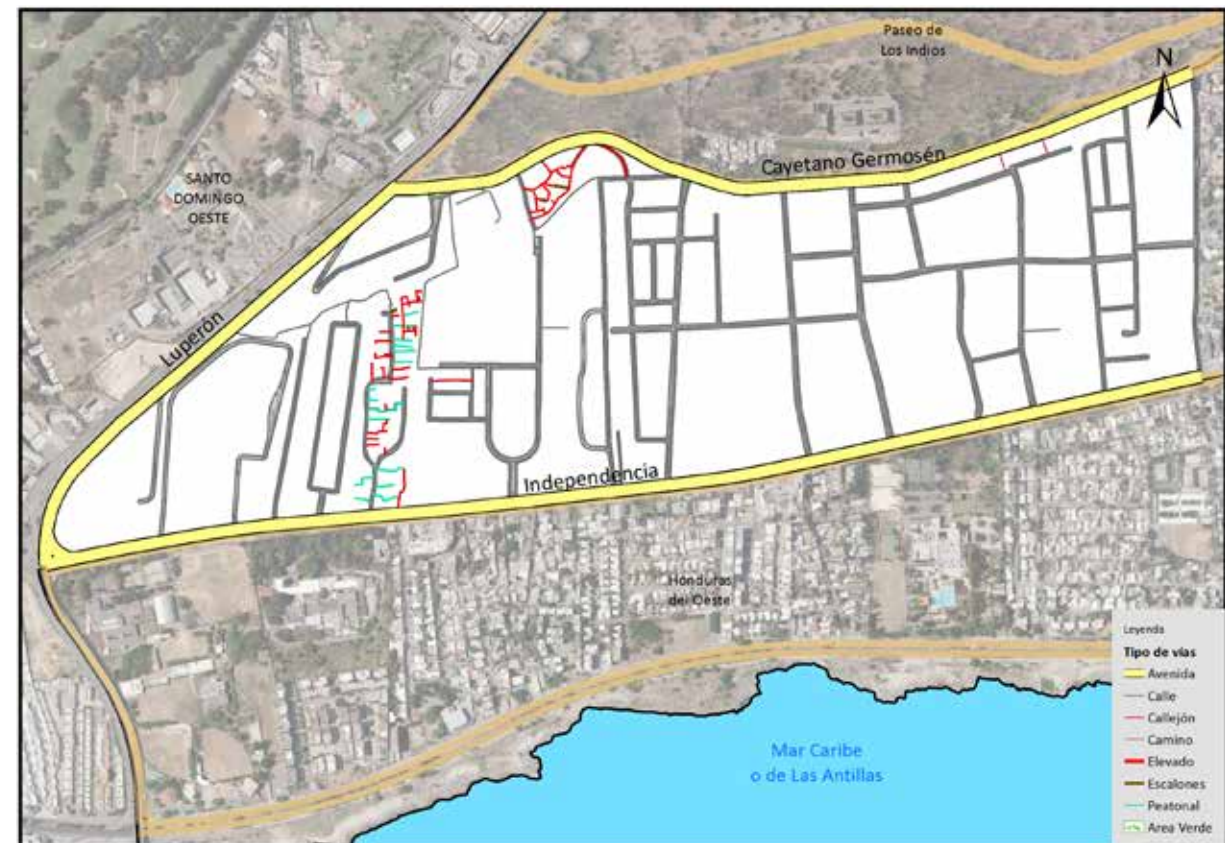 Paseo de
Los Indios
N
Cayetano Germosén
SANTO
DOMINGO
OESTE
Luperón
Independencia
Honduras
del Oeste
Mar Caribe
o de Las Antillas
Leyenda
Tipo de vías
Avenida
Calle
Callejón
Camino
Elevado
Escalones
Peatonal
Area Verde